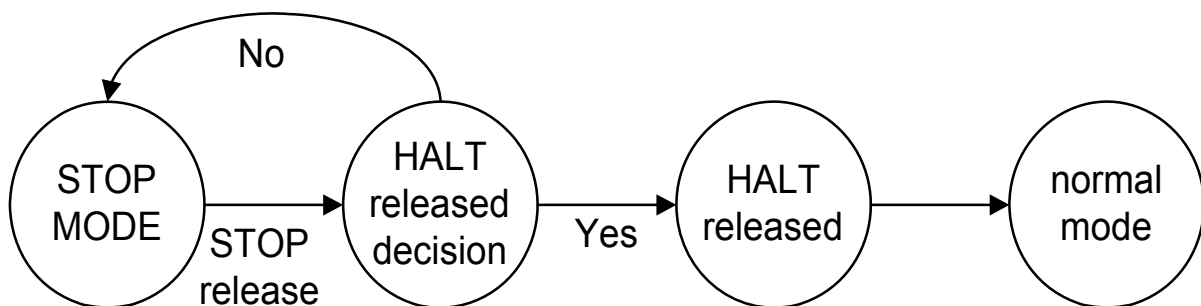 No
STOP
MODE
STOP
release
HALT
released
decision
Yes
HALT
released
normal
mode